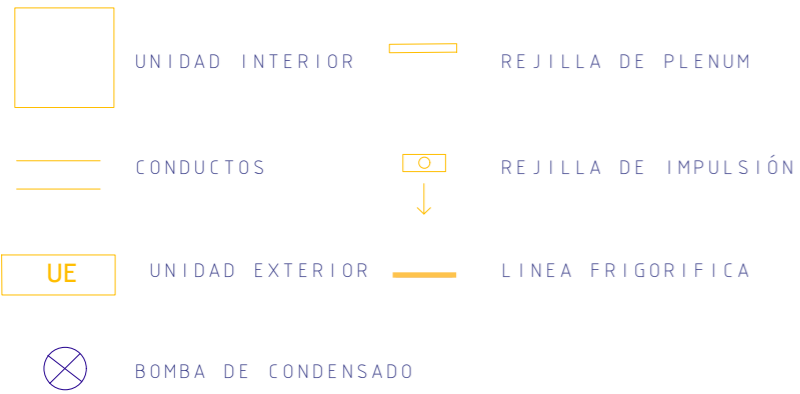 UNIDAD INTERIOR
REJILLA DE PLENUM
CONDUCTOS
REJILLA DE IMPULSIÓN
UE
UNIDAD EXTERIOR
LINEA FRIGORIFICA
BOMBA DE CONDENSADO